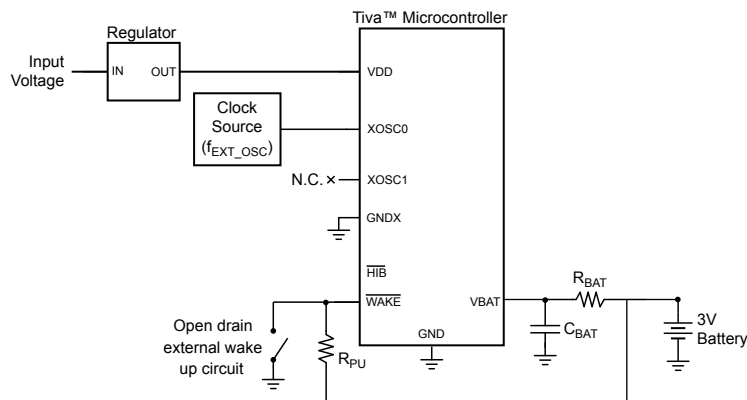 Tiva™ Microcontroller
Regulator
Input
Voltage
IN
OUT
VDD
Clock
Source
(fEXT_OSC)
XOSC0
N.C.
XOSC1
GNDX
HIB
WAKE
VBAT
RBAT
Open drain
external wake
up circuit
RPU
GND
CBAT
3V
Battery